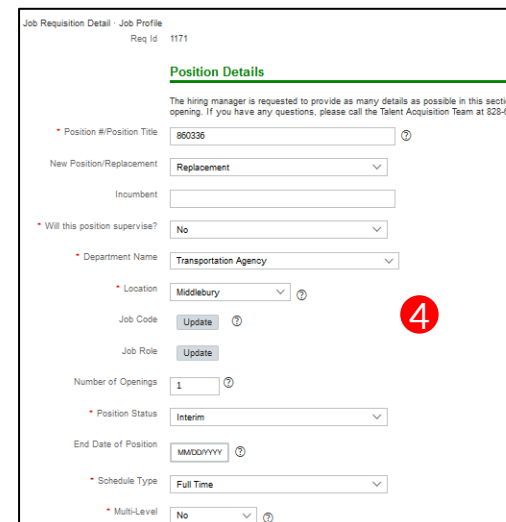 Job Requisition Detail · Job Profile
Req Id 1171
Position Details
The hiring manager is requested to provide as many details as possible in this secti
opening. If you have any questions, please call the Talent Acquisition Team at 828-6
* Position #/Position Title 860336
New Position/Replacement Replacement
Incumbent
* Will this position supervise? No
* Department Name Transportation Agency
* Location Middlebury
4
Job Code Update
Job Role Update
Number of Openings 1
* Position Status Interim
End Date of Position MM/DD/YYYY
* Schedule Type Full Time
* Multi-Level No